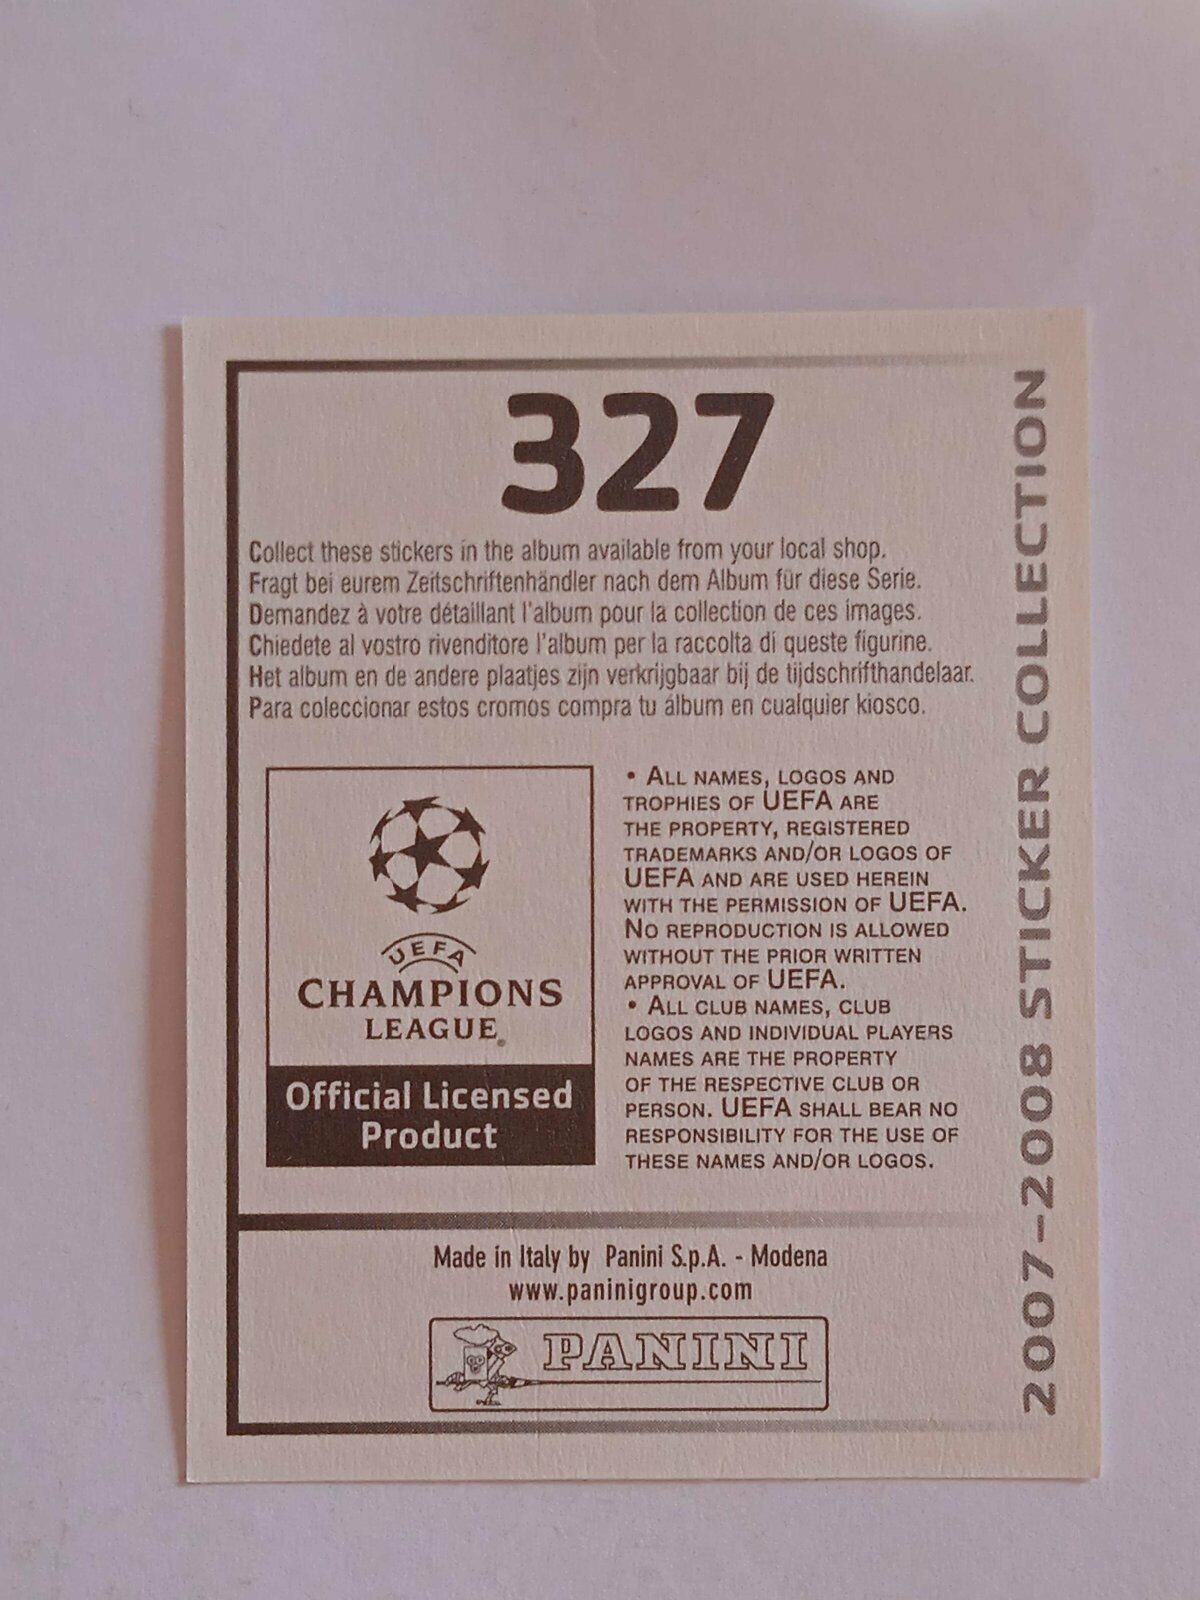 327
Collect these stickers in the album available from your local shop.
Fragt bei eurem Zeitschriftenhändler nach dem Album für diese Serie.
Demandez à votre détaillant l'album pour la collection de ces images.
Chiedete al vostro rivenditore l'album per la raccolta di queste figurine.
Het album en de andere plaatjes zijn verkrijgbaar bij de tijdschrifthandelaar.
Para coleccionar estos cromos compra tu álbum en cualquier kiosco.
UEFA
CHAMPIONS
LEAGUE®
Official Licensed
Product
• ALL NAMES, LOGOS AND
TROPHIES OF UEFA ARE
THE PROPERTY, REGISTERED
TRADEMARKS AND/OR LOGOS OF
UEFA AND ARE USED HEREIN
WITH THE PERMISSION OF UEFA.
NO REPRODUCTION IS ALLOWED
WITHOUT THE PRIOR WRITTEN
APPROVAL OF UEFA.
• ALL CLUB NAMES, CLUB
LOGOS AND INDIVIDUAL PLAYERS
NAMES ARE THE PROPERTY
OF THE RESPECTIVE CLUB OR
PERSON. UEFA SHALL BEAR NO
RESPONSIBILITY FOR THE USE OF
THESE NAMES AND/OR LOGOS.
Made in Italy by Panini S.p.A. - Modena
www.paninigroup.com
PANINI
2007-2008 STICKER COLLECTION